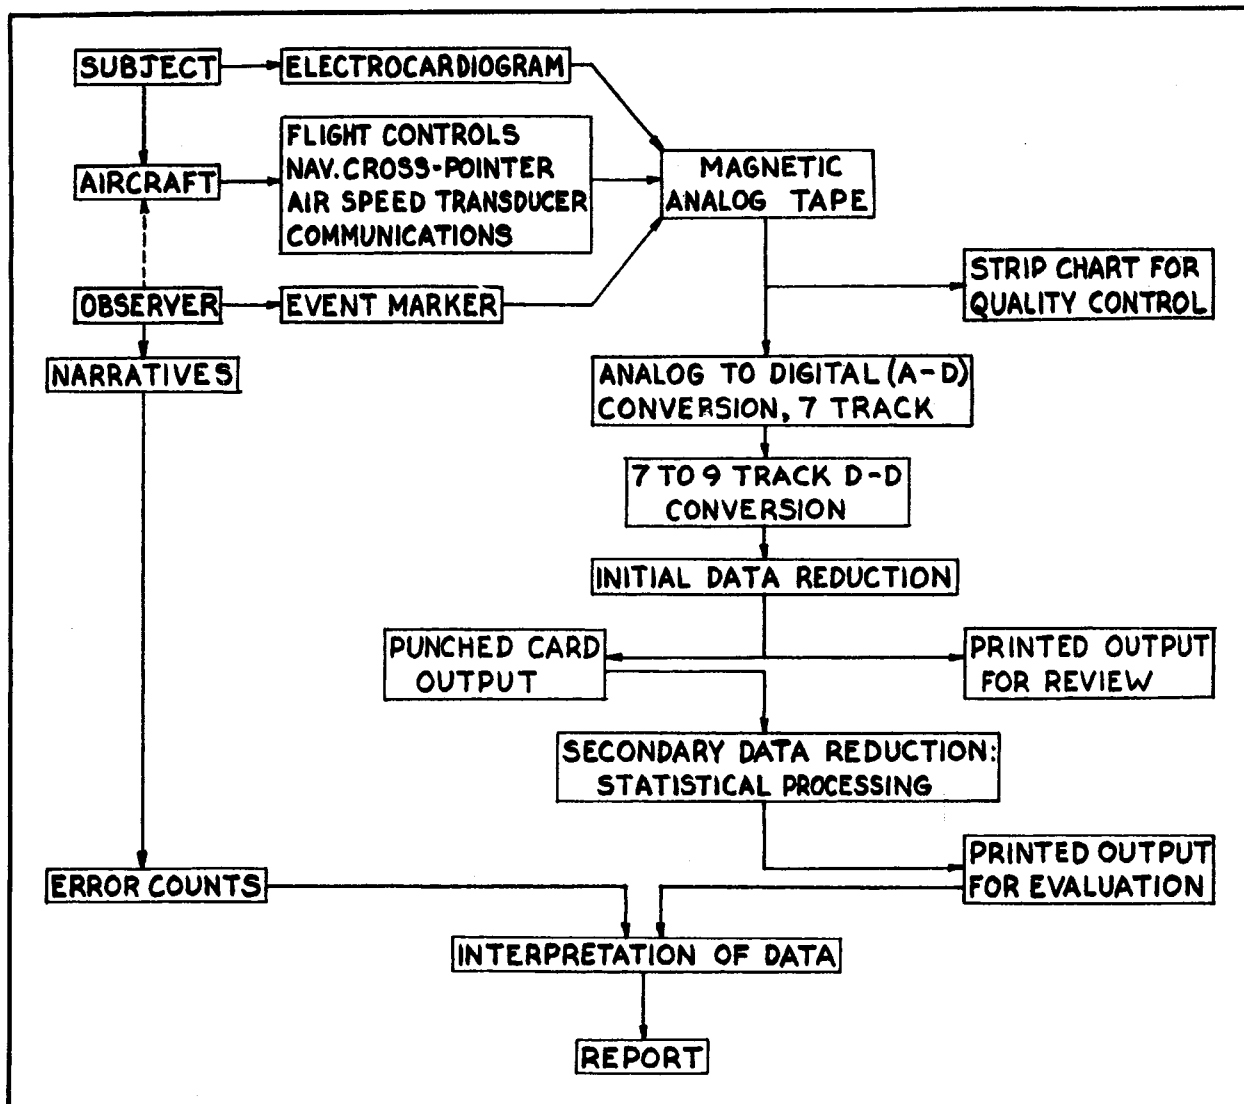 SUBJECT
ELECTROCARDIOGRAM
FLIGHT CONTROLS
NAV. CROSS-POINTER
AIR SPEED TRANSDUCER
COMMUNICATIONS
AIRCRAFT
MAGNETIC
ANALOG TAPE
OBSERVER
EVENT MARKER
STRIP CHART FOR
QUALITY CONTROL
NARRATIVES
ANALOG TO DIGITAL (A-D)
CONVERSION, 7 TRACK
7 TO 9 TRACK D-D
CONVERSION
INITIAL DATA REDUCTION
PUNCHED CARD
OUTPUT
PRINTED OUTPUT
FOR REVIEW
SECONDARY DATA REDUCTION:
STATISTICAL PROCESSING
PRINTED OUTPUT
FOR EVALUATION
ERROR COUNTS
INTERPRETATION OF DATA
REPORT